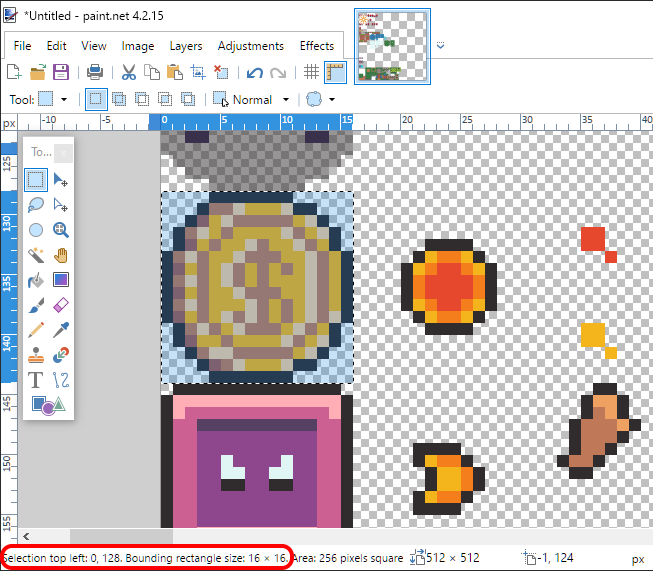 *Untitled - paint.net 4.2.15
File Edit View Image Layers Adjustments Effects
Tool: Normal
px -10 -5 0 5 10 15 20 25 30 35 40
To...
125
130
135
140
145
150
155
T
Selection top left: 0, 128. Bounding rectangle size: 16 × 16. Area: 256 pixels square 512 × 512 -1, 124 px